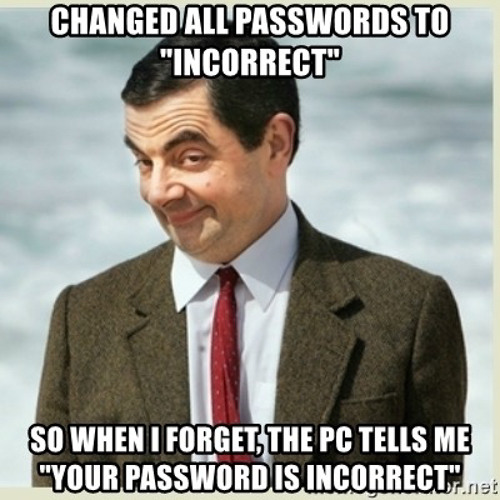 CHANGED ALL PASSWORDS TO
"INCORRECT"
SO WHEN I FORGET, THE PC TELLS ME
"YOUR PASSWORD IS INCORRECT"